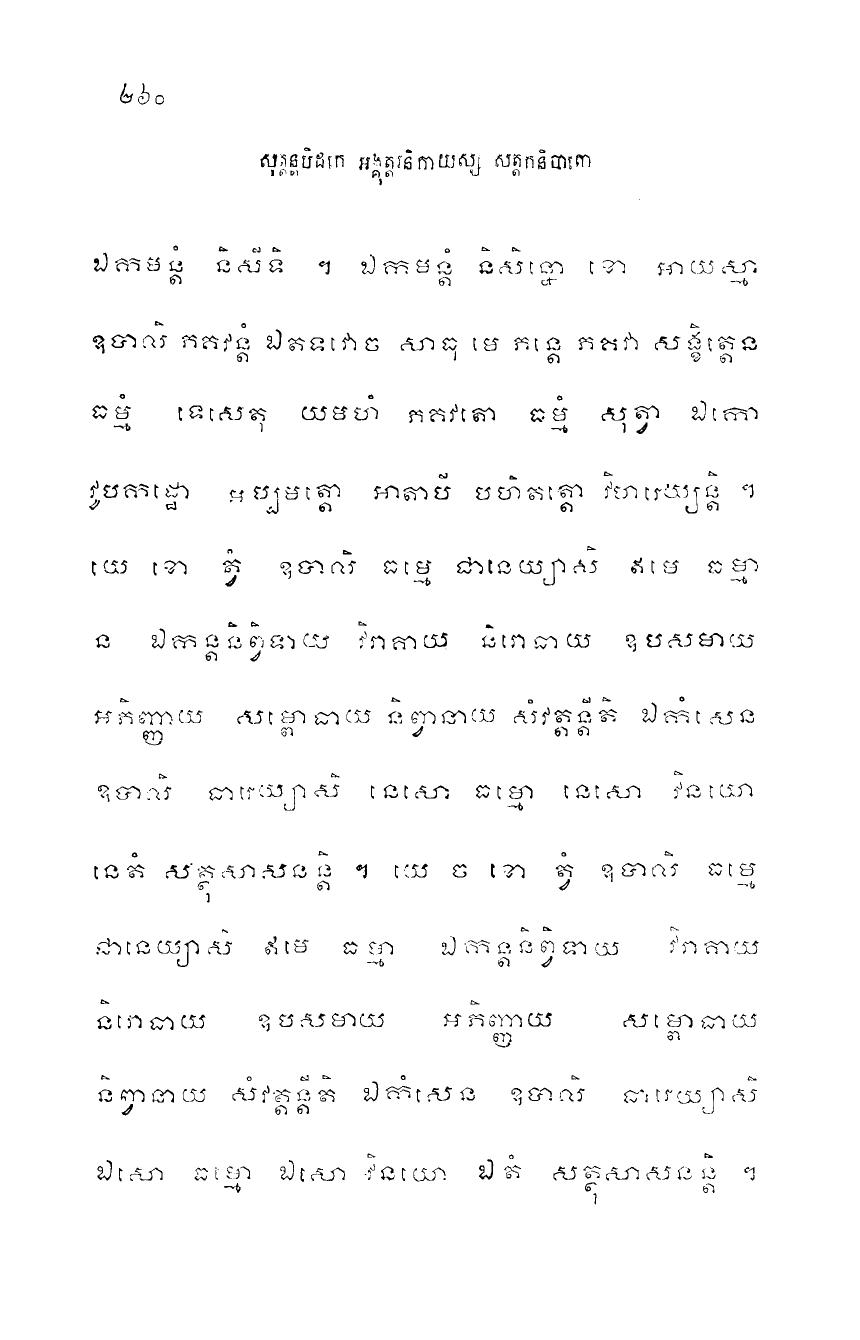 ២៦០
សុត្តន្តបិដកេ អង្គុត្តរនិកាយស្ស សត្តកនិបាតោ
ឯកមន្តំ និសីទិ ។ ឯកមន្តំ និសិន្នោ ខោ អាយស្មា
ឧបាលិ ភគវន្តំ ឯតទវោច សាធុ មេ ភន្តេ ភគវា សង្ខិត្តេន
ធម្មំ ទេសេតុ យមហំ ភគវតោ ធម្មំ សុត្វា ឯកោ
វូបកដ្ឋោ អប្បមត្តោ អាតាបី បហិតត្តោ វិហរេយ្យន្តិ ។
យេ ខោ ត្វំ ឧបាលិ ធម្មេ ជានេយ្យាសិ ឥមេ ធម្មា
ន ឯកន្តនិព្វិទាយ វិរាគាយ និរោធាយ ឧបសមាយ
អភិញ្ញាយ សម្ពោធាយ និព្វានាយ សំវត្តន្តីតិ ឯកំសេន
ឧបាលិ ធារេយ្យាសិ នេសោ ធម្មោ នេសោ វិនយោ
នេតំ សត្ថុសាសនន្តិ ។ យេ ច ខោ ត្វំ ឧបាលិ ធម្មេ
ជានេយ្យាសិ ឥមេ ធម្មា ឯកន្តនិព្វិទាយ វិរាគាយ
និរោធាយ ឧបសមាយ អភិញ្ញាយ សម្ពោធាយ
និព្វានាយ សំវត្តន្តីតិ ឯកំសេន ឧបាលិ ធារេយ្យាសិ
ឯសោ ធម្មោ ឯសោ វិនយោ ឯតំ សត្ថុសាសនន្តិ ។